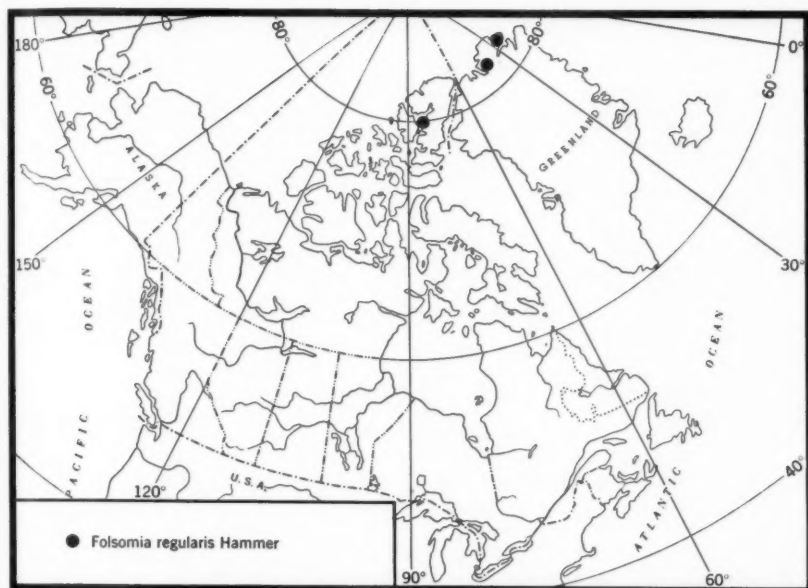 180°
80°
80°
0°
60°
60°
ALASKA
GREENLAND
150°
30°
PACIFIC OCEAN
OCEAN
ATLANTIC
U.S.A.
120°
40°
● Folsomia regularis Hammer
90°
60°